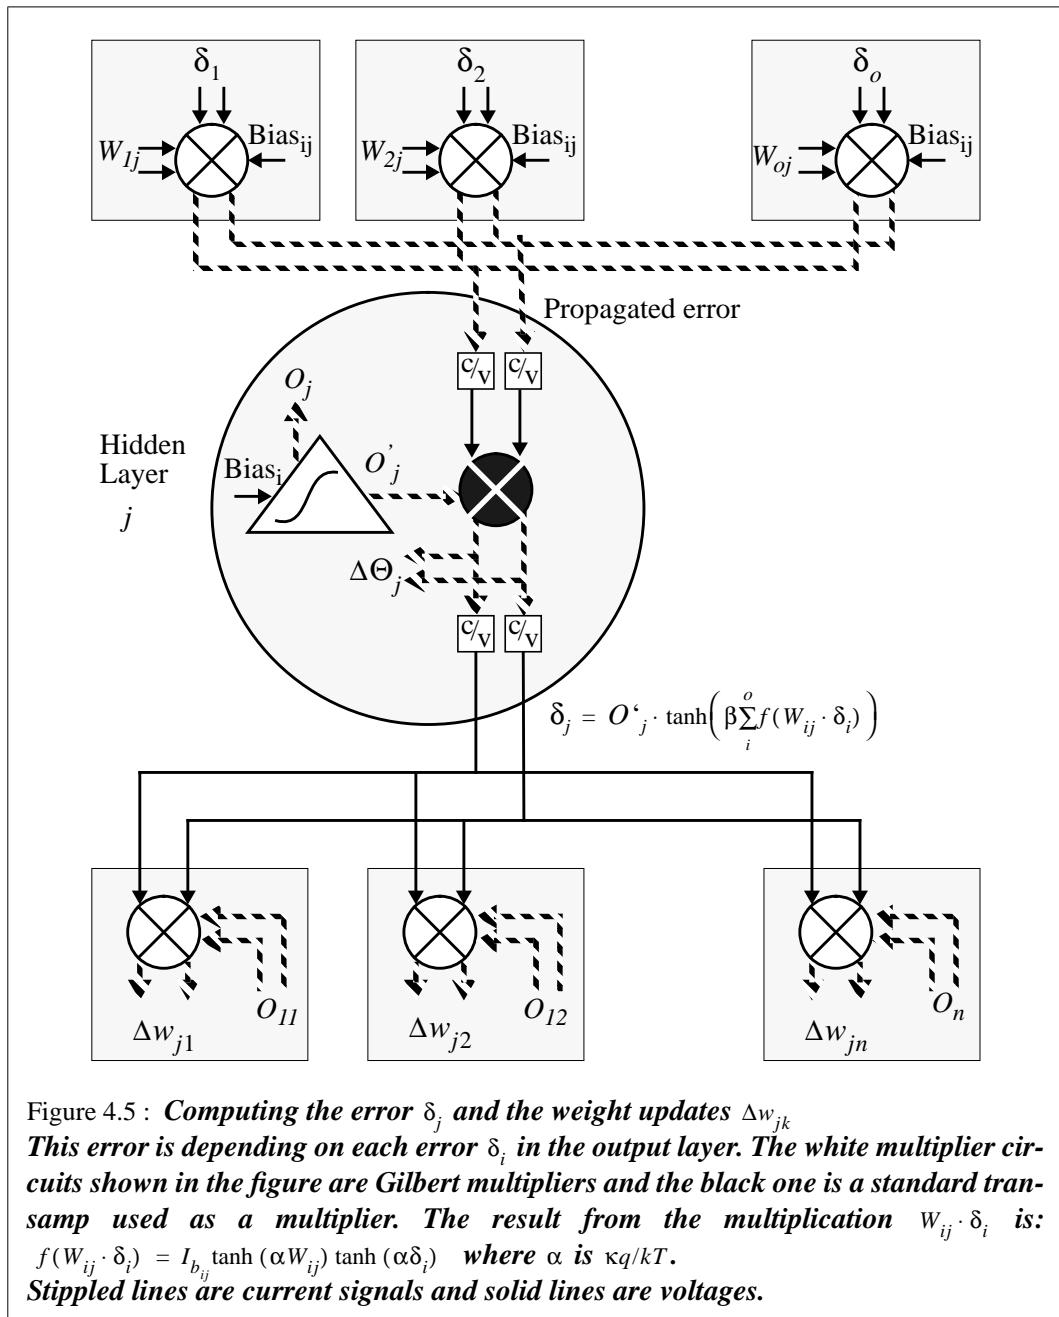 δ1 δ2 δo
W1j Biasij W2j Biasij Woj Biasij
Propagated error
c/v c/v
Oj
Hidden
Layer
j
Biasi O'j
ΔΘj
c/v c/v
δj = O‘j · tanh(β∑io f(Wij · δi))
O11 O12 On
Δwj1 Δwj2 Δwjn
Figure 4.5 : Computing the error δj and the weight updates Δwjk
This error is depending on each error δi in the output layer. The white multiplier cir-
cuits shown in the figure are Gilbert multipliers and the black one is a standard tran-
samp used as a multiplier. The result from the multiplication Wij · δi is:
f(Wij · δi) = Ibij tanh (αWij) tanh (αδi) where α is κq/kT.
Stippled lines are current signals and solid lines are voltages.